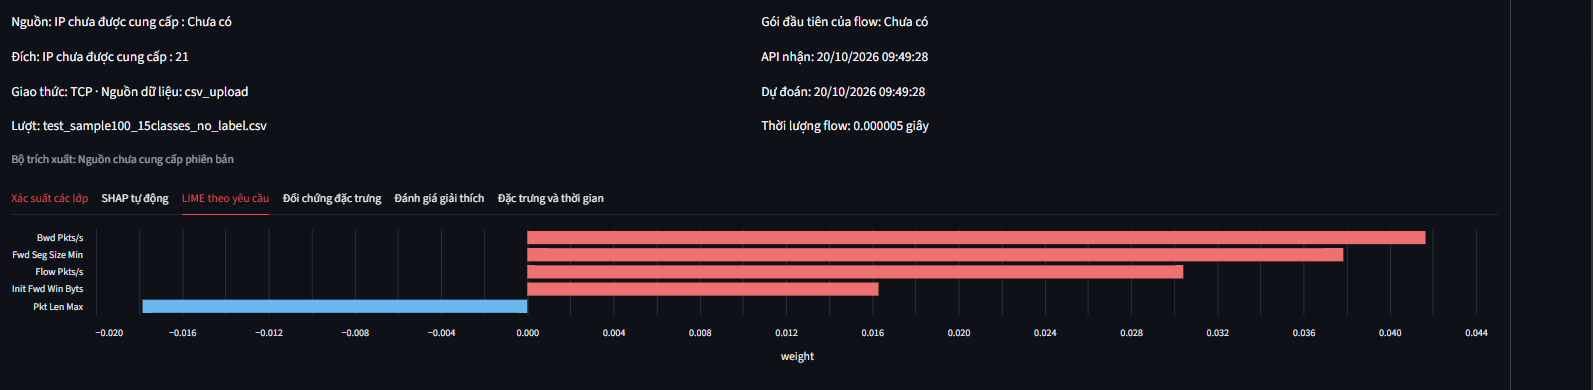 Nguồn: IP chưa được cung cấp : Chưa có
Đích: IP chưa được cung cấp : 21
Giao thức: TCP · Nguồn dữ liệu: csv_upload
Lượt: test_sample100_15classes_no_label.csv
Bộ trích xuất: Nguồn chưa cung cấp phiên bản
Gói đầu tiên của flow: Chưa có
API nhận: 20/10/2026 09:49:28
Dự đoán: 20/10/2026 09:49:28
Thời lượng flow: 0.000005 giây
Xác suất các lớp SHAP tự động LIME theo yêu cầu Đối chứng đặc trưng Đánh giá giải thích Đặc trưng và thời gian
Bwd Pkts/s
Fwd Seg Size Min
Flow Pkts/s
Init Fwd Win Byts
Pkt Len Max
−0.020 −0.016 −0.012 −0.008 −0.004 0.000 0.004 0.008 0.012 0.016 0.020 0.024 0.028 0.032 0.036 0.040 0.044
weight